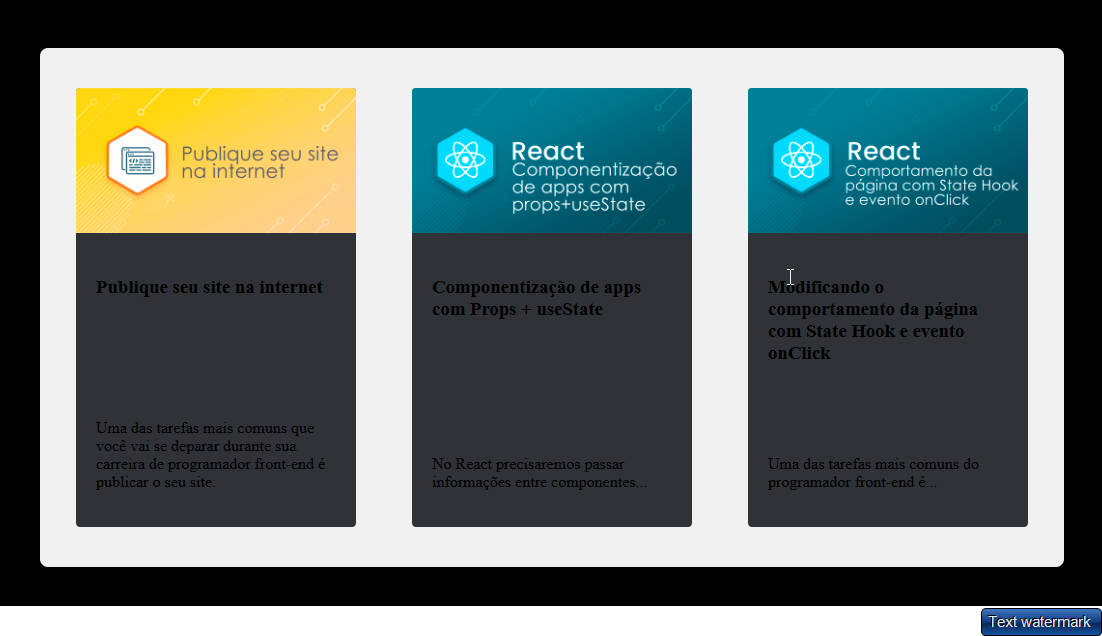 Publique seu site
na internet
Publique seu site na internet
Uma das tarefas mais comuns que
você vai se deparar durante sua
carreira de programador front-end é
publicar o seu site.
React
Componentização
de apps com
props+useState
Componentização de apps
com Props + useState
No React precisaremos passar
informações entre componentes...
React
Comportamento da
página com State Hook
e evento onClick
Modificando o
comportamento da página
com State Hook e evento
onClick
Uma das tarefas mais comuns do
programador front-end é...
Text watermark